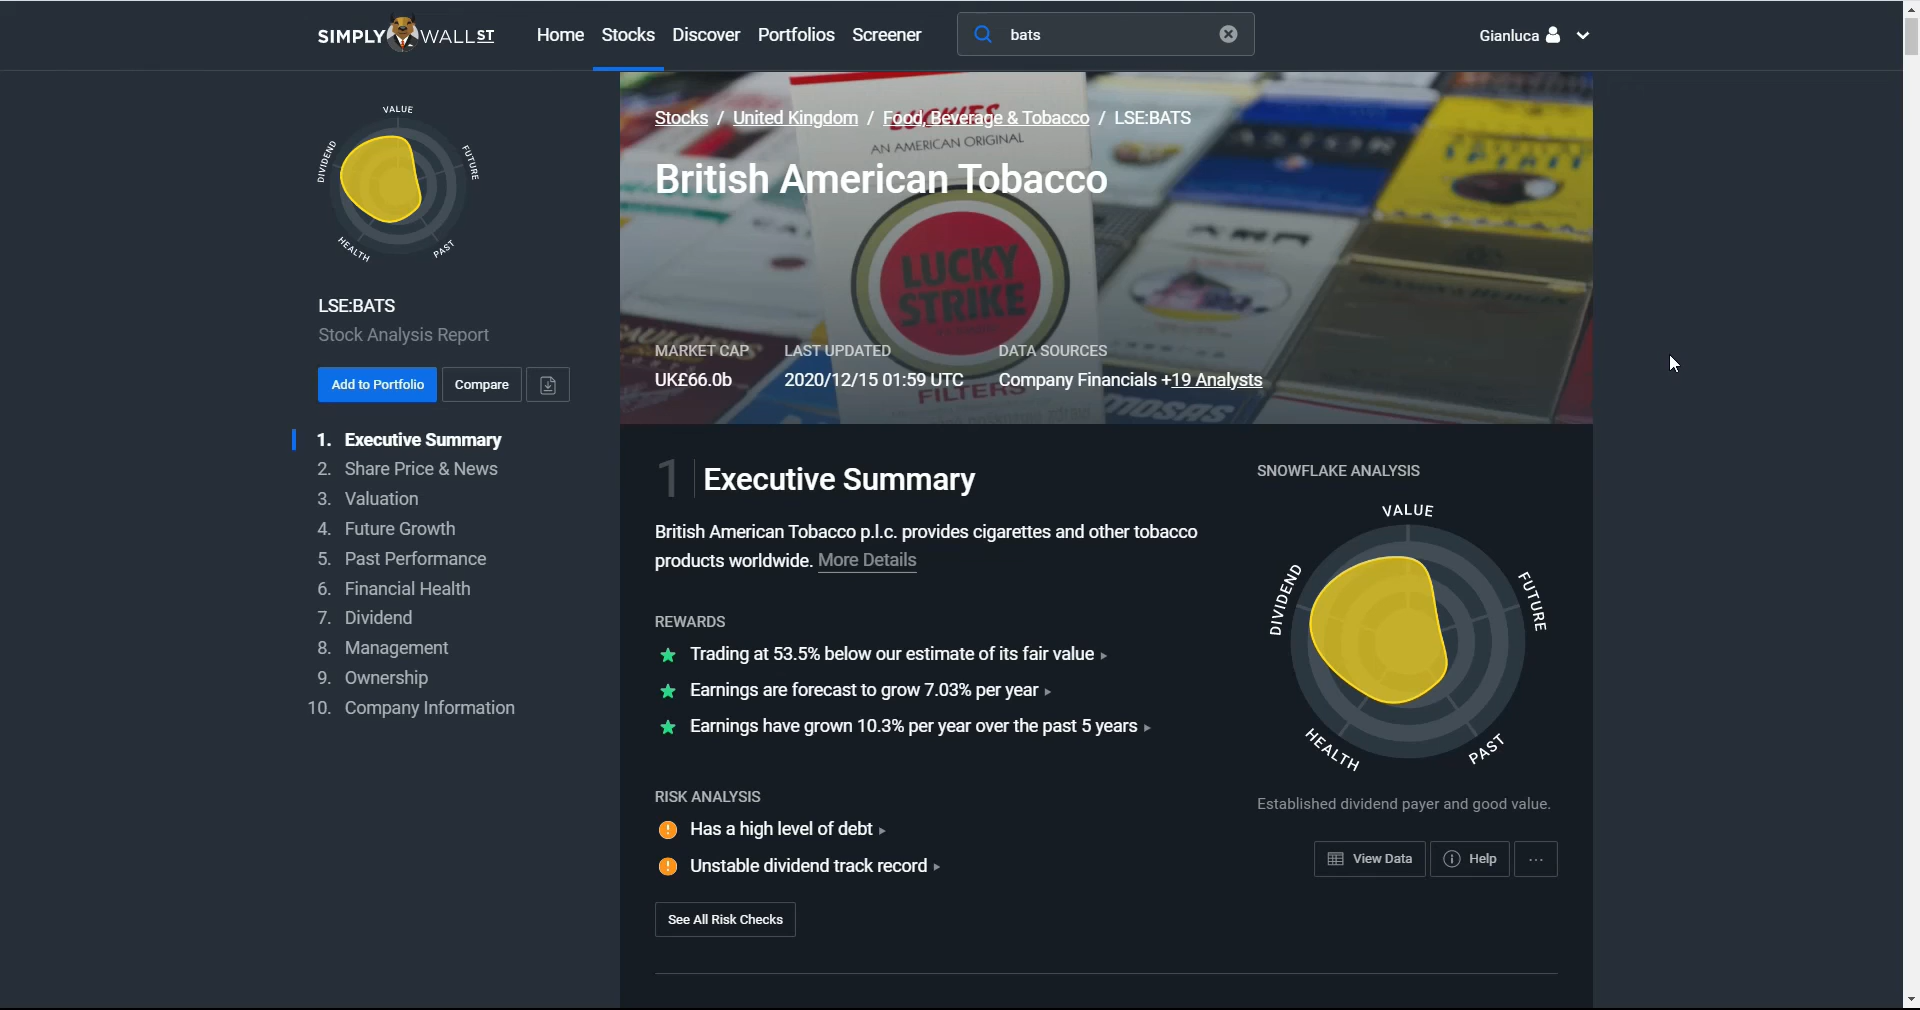 SIMPLY WALL ST
Home Stocks Discover Portfolios Screener
bats
Gianluca
VALUE
FUTURE
PAST
HEALTH
DIVIDEND
LSE:BATS
Stock Analysis Report
Add to Portfolio
Compare
1. Executive Summary
2. Share Price & News
3. Valuation
4. Future Growth
5. Past Performance
6. Financial Health
7. Dividend
8. Management
9. Ownership
10. Company Information
Stocks / United Kingdom / Food, Beverage & Tobacco / LSE:BATS
LUCKIES
AN AMERICAN ORIGINAL
British American Tobacco
LUCKY
STRIKE
FILTERS
MARKET CAP
UK£66.0b
LAST UPDATED
2020/12/15 01:59 UTC
DATA SOURCES
Company Financials +19 Analysts
1 Executive Summary
British American Tobacco p.l.c. provides cigarettes and other tobacco
products worldwide. More Details
REWARDS
Trading at 53.5% below our estimate of its fair value
Earnings are forecast to grow 7.03% per year
Earnings have grown 10.3% per year over the past 5 years
RISK ANALYSIS
Has a high level of debt
Unstable dividend track record
See All Risk Checks
SNOWFLAKE ANALYSIS
VALUE
FUTURE
PAST
HEALTH
DIVIDEND
Established dividend payer and good value.
View Data
Help
...